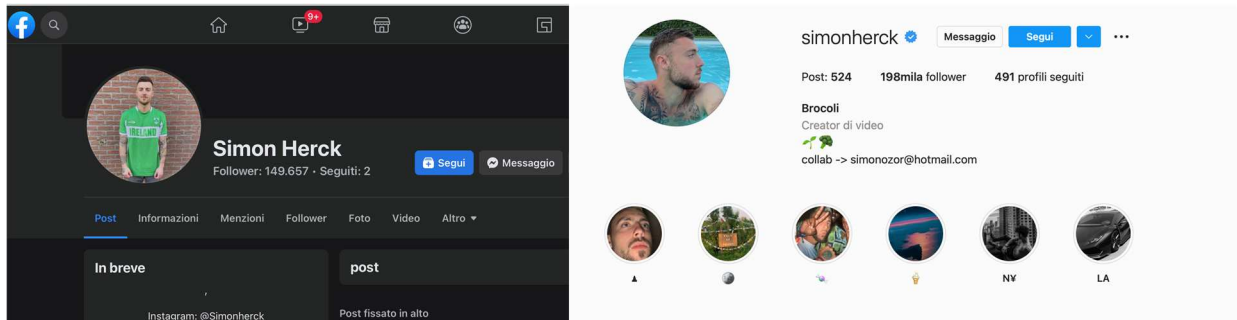 9+
Simon Herck
Follower: 149.657 • Seguiti: 2
Segui
Messaggio
Post Informazioni Menzioni Follower Foto Video Altro
In breve
,
Instagram: @Simonherck
post
Post fissato in alto
simonherck
Messaggio
Segui
Post: 524 198mila follower 491 profili seguiti
Brocoli
Creator di video
🌱🥦
collab -> simonozor@hotmail.com
N¥
LA